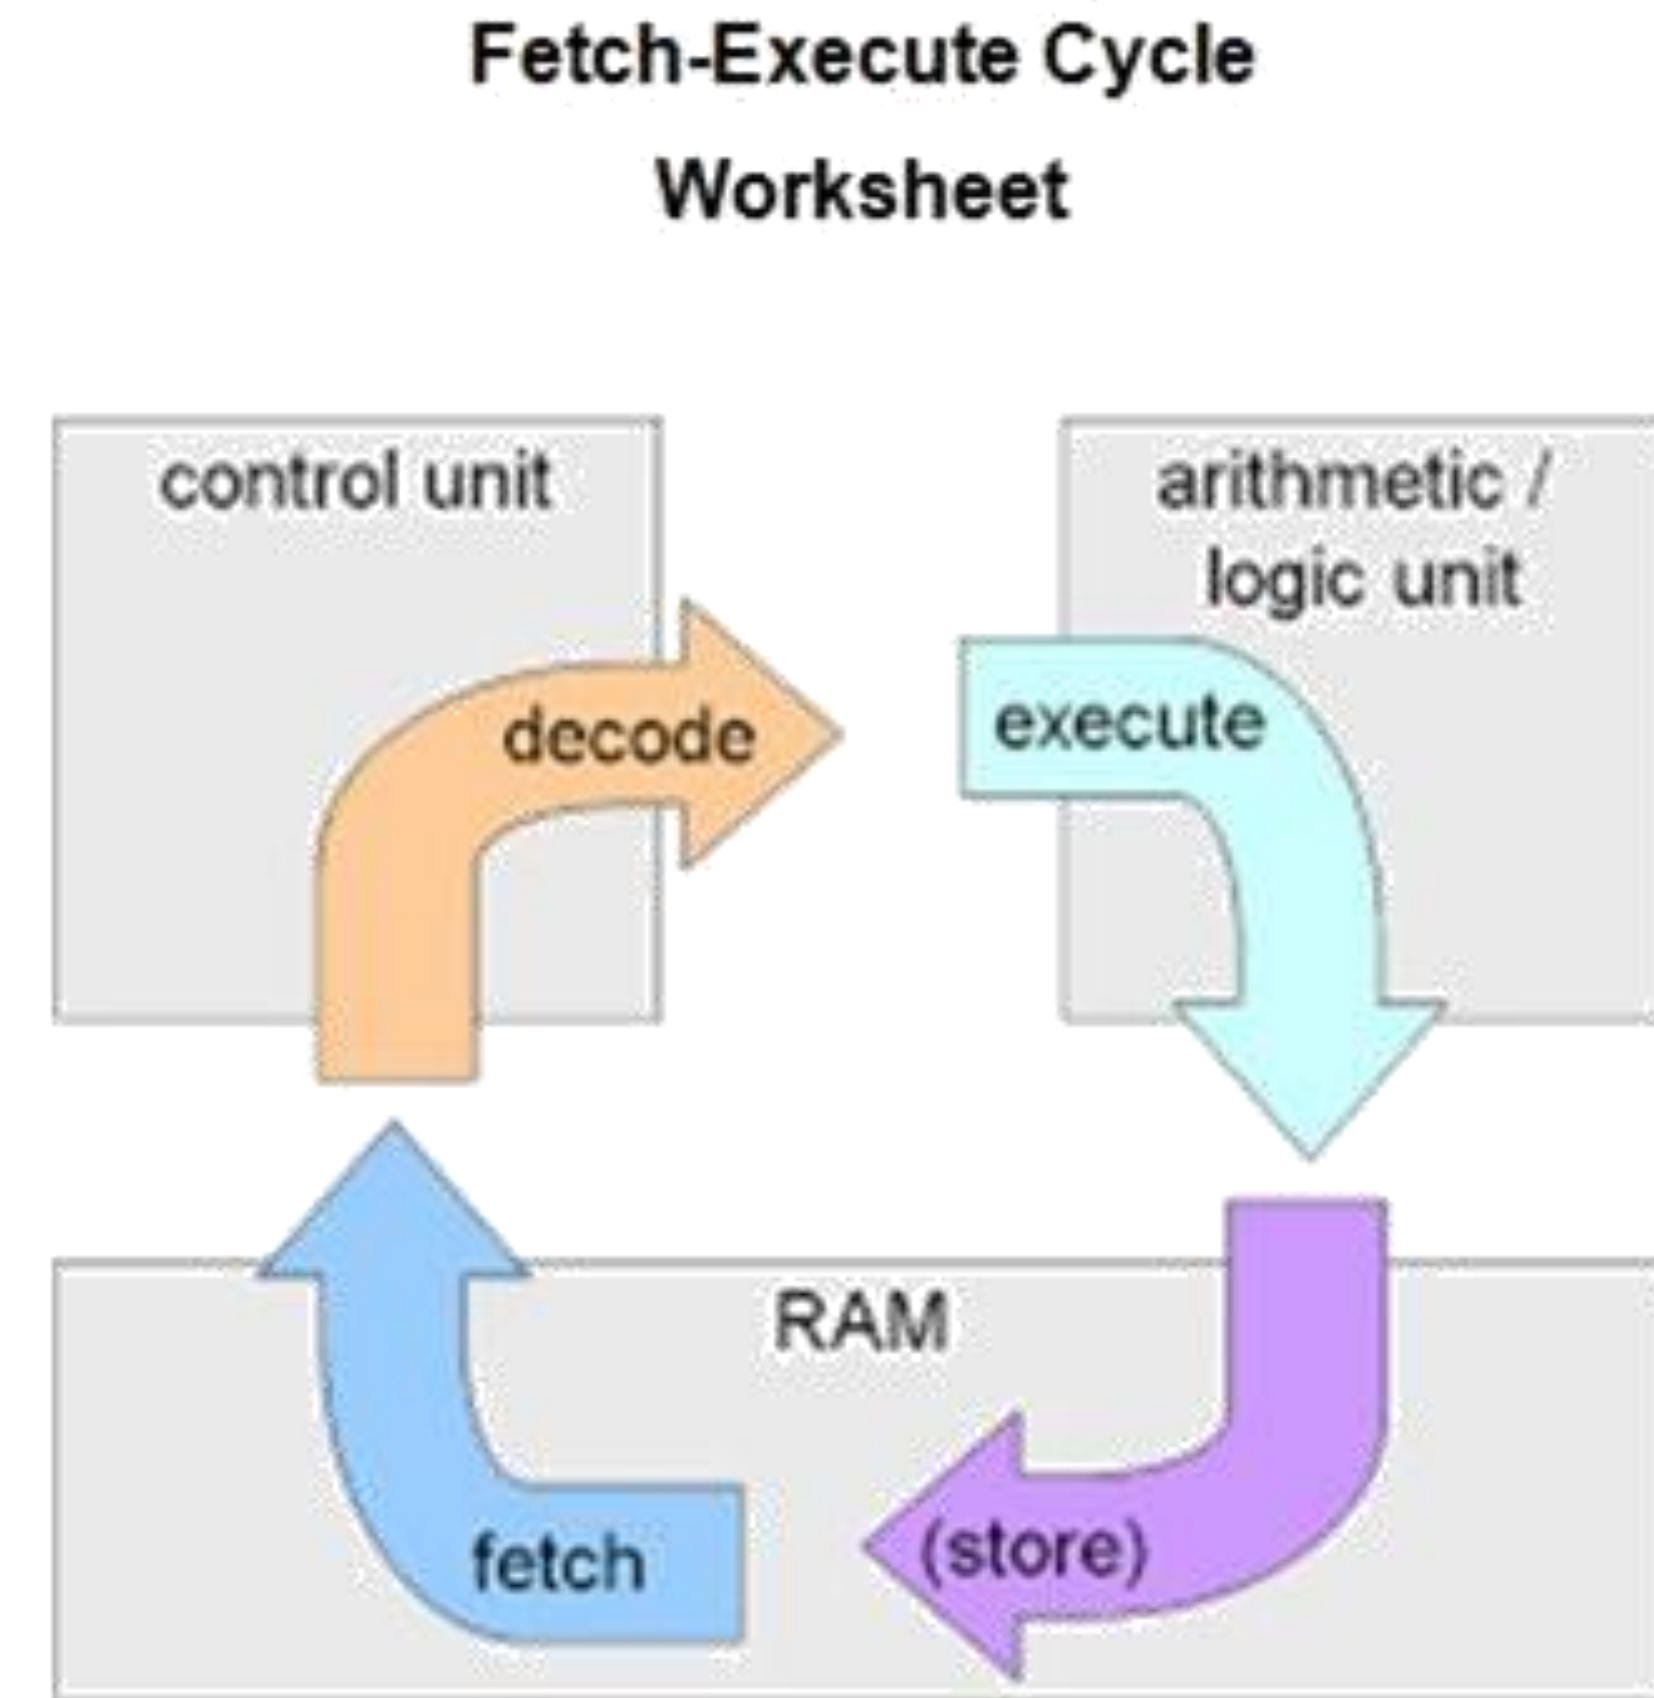 Fetch-Execute Cycle
Worksheet
control unit
arithmetic /
logic unit
decode
execute
RAM
fetch
(store)